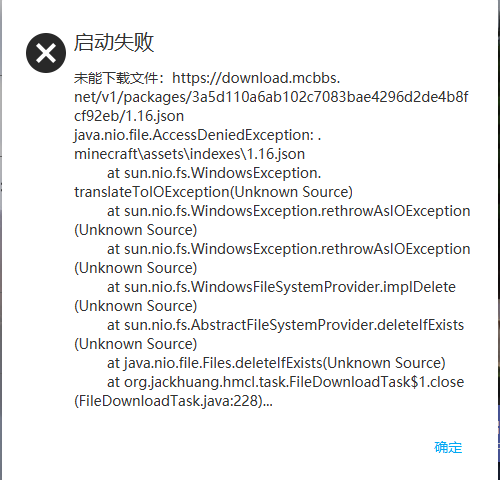 启动失败
未能下载文件：https://download.mcbbs.
net/v1/packages/3a5d110a6ab102c7083bae4296d2de4b8f
cf92eb/1.16.json
java.nio.file.AccessDeniedException: .
minecraft\assets\indexes\1.16.json
at sun.nio.fs.WindowsException.
translateToIOException(Unknown Source)
at sun.nio.fs.WindowsException.rethrowAsIOException
(Unknown Source)
at sun.nio.fs.WindowsException.rethrowAsIOException
(Unknown Source)
at sun.nio.fs.WindowsFileSystemProvider.implDelete
(Unknown Source)
at sun.nio.fs.AbstractFileSystemProvider.deleteIfExists
(Unknown Source)
at java.nio.file.Files.deleteIfExists(Unknown Source)
at org.jackhuang.hmcl.task.FileDownloadTask$1.close
(FileDownloadTask.java:228)...
确定